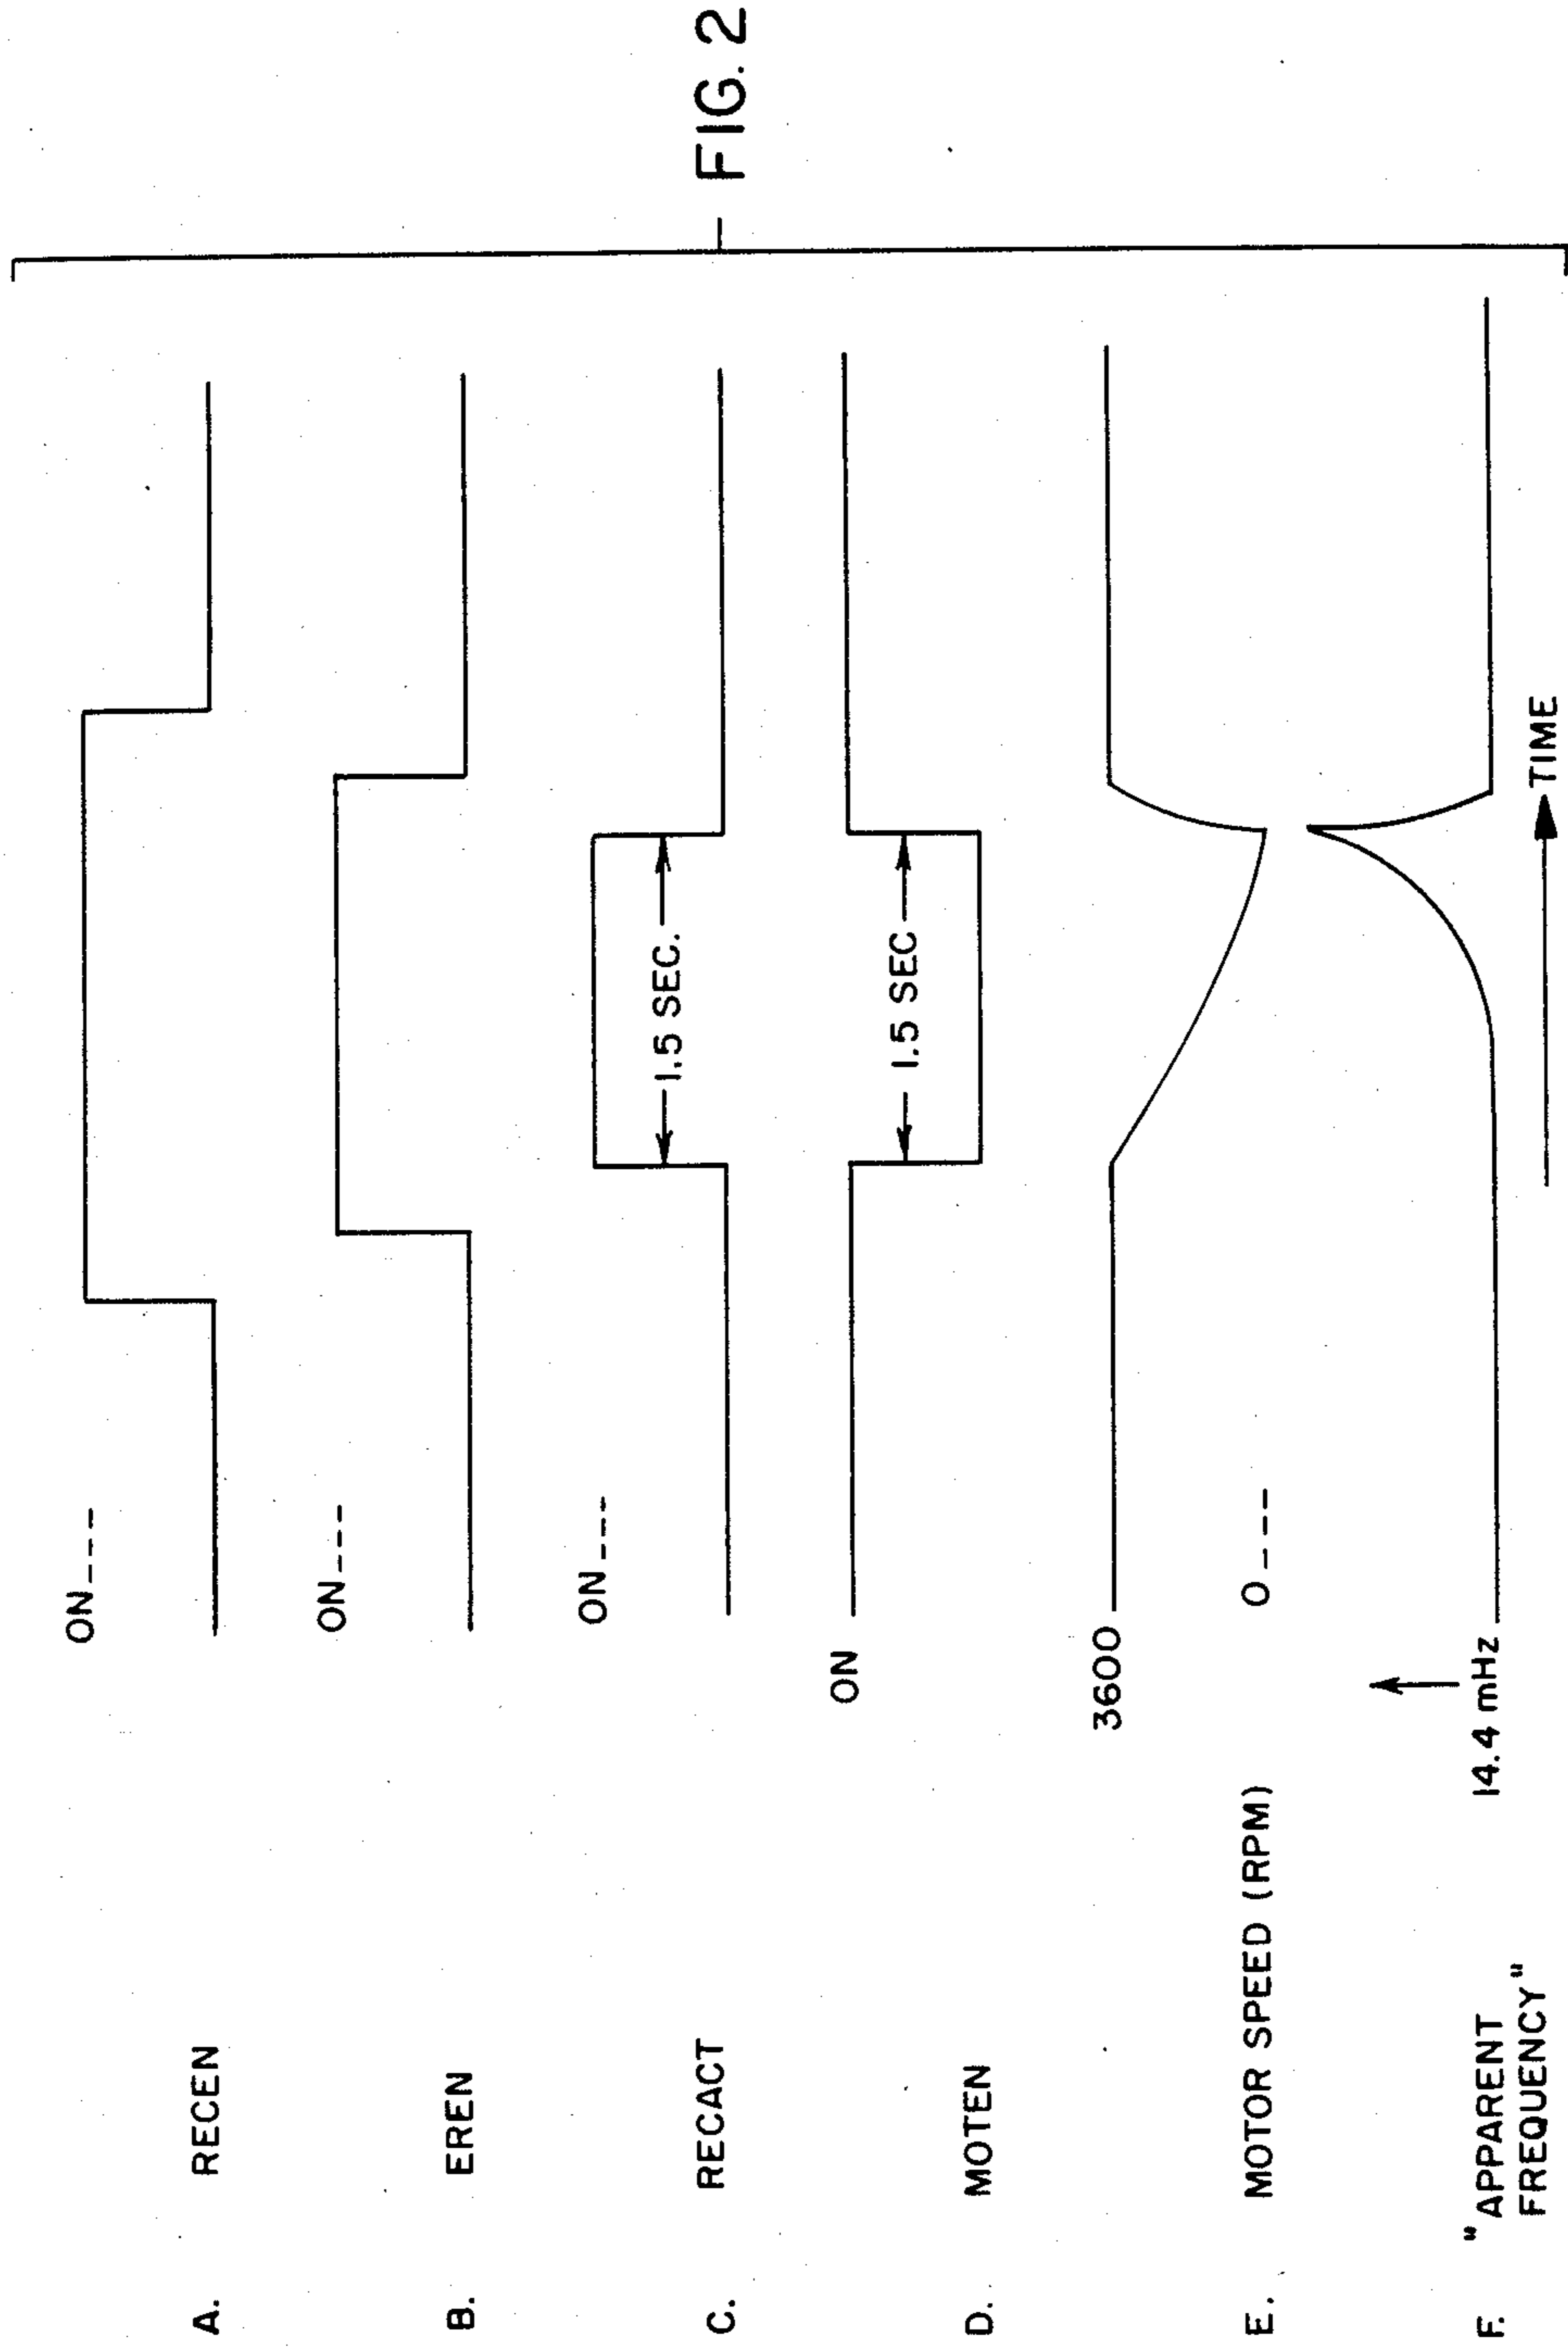 A. RECEN ON---
B. EREN ON---
C. RECACT ON---
1.5 SEC.
D. MOTEN ON
1.5 SEC
E. MOTOR SPEED (RPM) 3600
O---
F. "APPARENT FREQUENCY" 14.4 mHz
TIME
FIG. 2